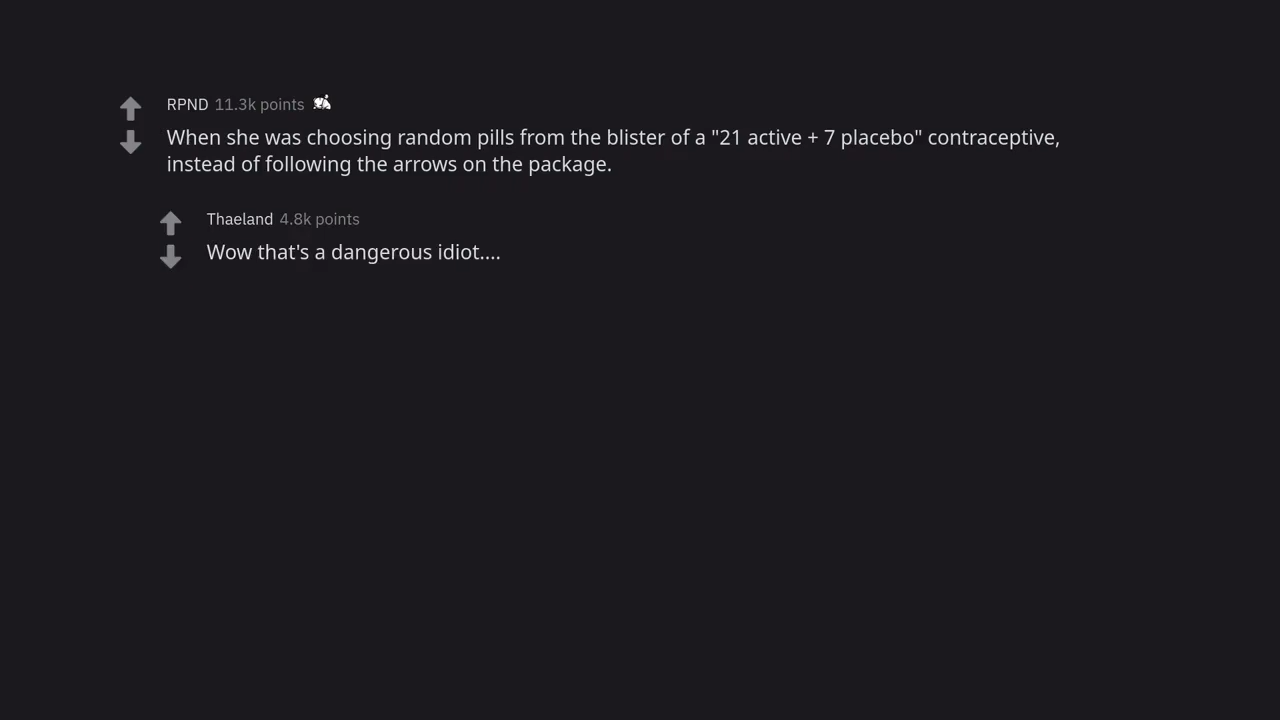 RPND 11.3k points
When she was choosing random pills from the blister of a "21 active + 7 placebo" contraceptive,
instead of following the arrows on the package.
Thaeland 4.8k points
Wow that's a dangerous idiot....